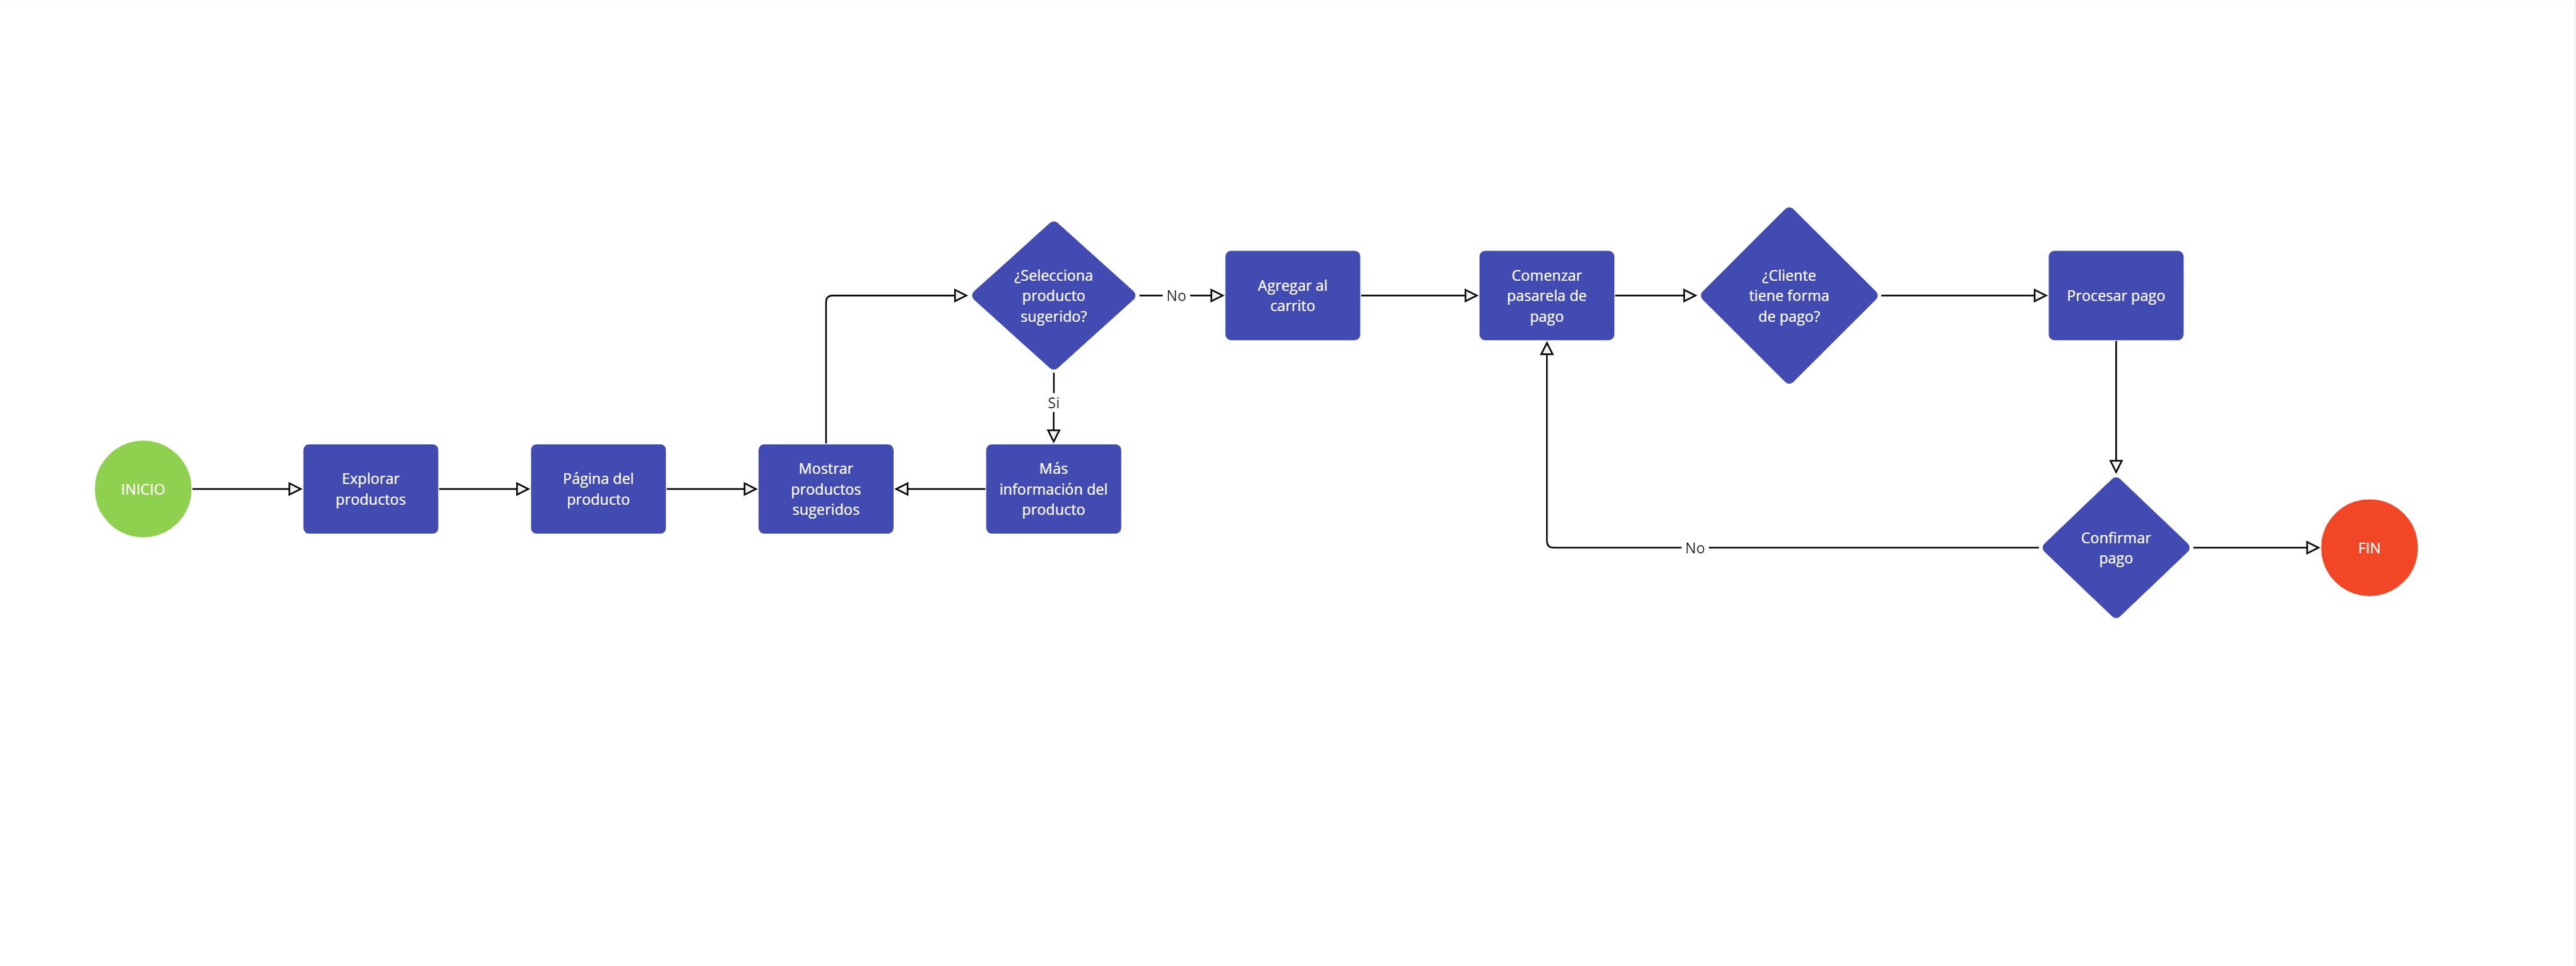 ¿Selecciona
producto
sugerido?
No
Agregar al
carrito
Comenzar
pasarela de
pago
¿Cliente
tiene forma
de pago?
Procesar pago
Si
INICIO
Explorar
productos
Página del
producto
Mostrar
productos
sugeridos
Más
información del
producto
No
Confirmar
pago
FIN